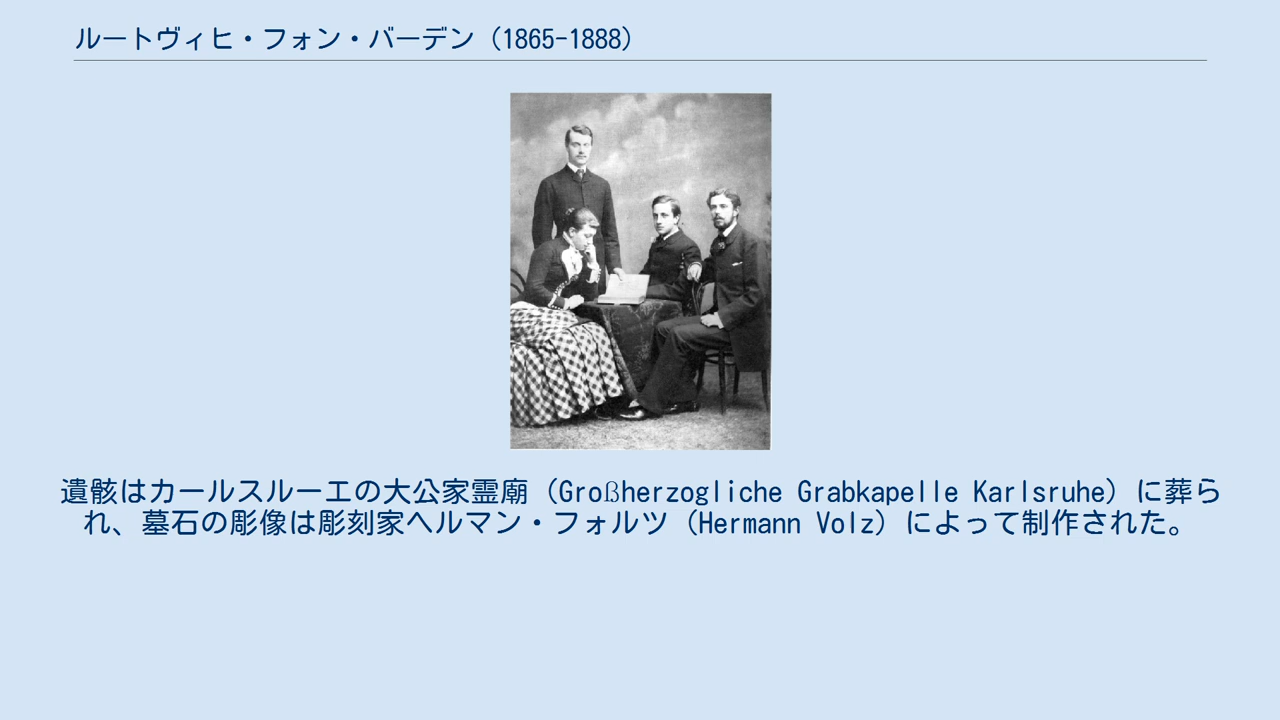 ルートヴィヒ・フォン・バーデン（1865-1888）
遺骸はカールスルーエの大公家霊廟（Großherzogliche Grabkapelle Karlsruhe）に葬ら
れ、墓石の彫像は彫刻家ヘルマン・フォルツ（Hermann Volz）によって制作された。